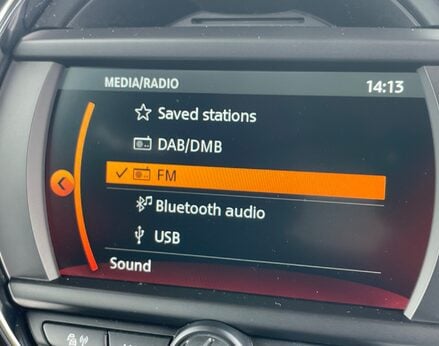 MEDIA/RADIO
14:13
Saved stations
DAB/DMB
FM
Bluetooth audio
USB
Sound